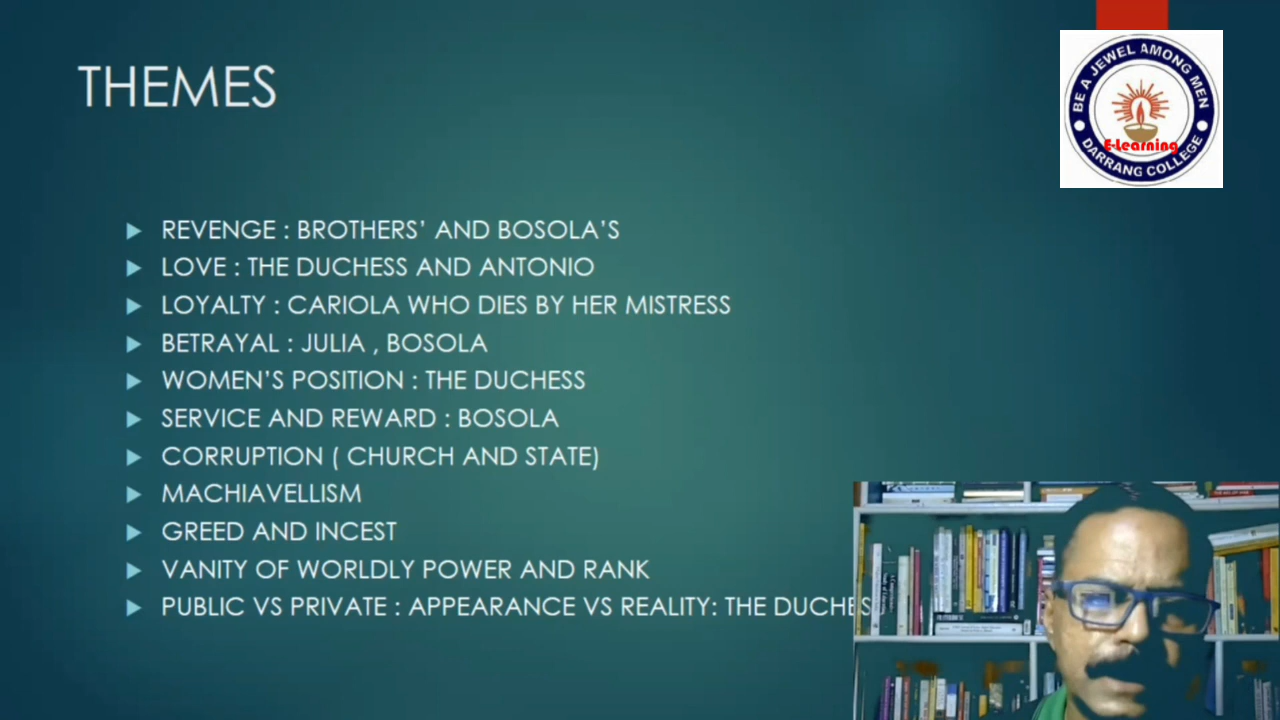 THEMES
BE A JEWEL AMONG MEN
E-Learning
DARRANG COLLEGE
REVENGE : BROTHERS' AND BOSOLA'S
LOVE : THE DUCHESS AND ANTONIO
LOYALTY : CARIOLA WHO DIES BY HER MISTRESS
BETRAYAL : JULIA , BOSOLA
WOMEN'S POSITION : THE DUCHESS
SERVICE AND REWARD : BOSOLA
CORRUPTION ( CHURCH AND STATE)
MACHIAVELLISM
GREED AND INCEST
VANITY OF WORLDLY POWER AND RANK
PUBLIC VS PRIVATE : APPEARANCE VS REALITY: THE DUCHES